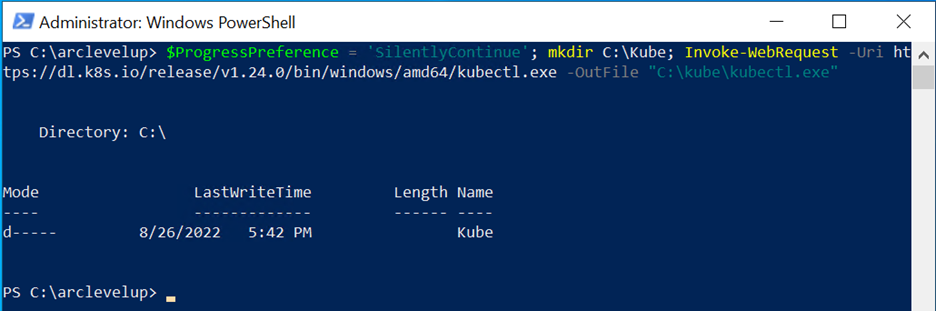 Administrator: Windows PowerShell
PS C:\arclevelup> $ProgressPreference = 'SilentlyContinue'; mkdir C:\Kube; Invoke-WebRequest -Uri ht
tps://dl.k8s.io/release/v1.24.0/bin/windows/amd64/kubectl.exe -OutFile "C:\kube\kubectl.exe"
Directory: C:\
Mode LastWriteTime Length Name
---- ------------- ------ ----
d----- 8/26/2022 5:42 PM Kube
PS C:\arclevelup>